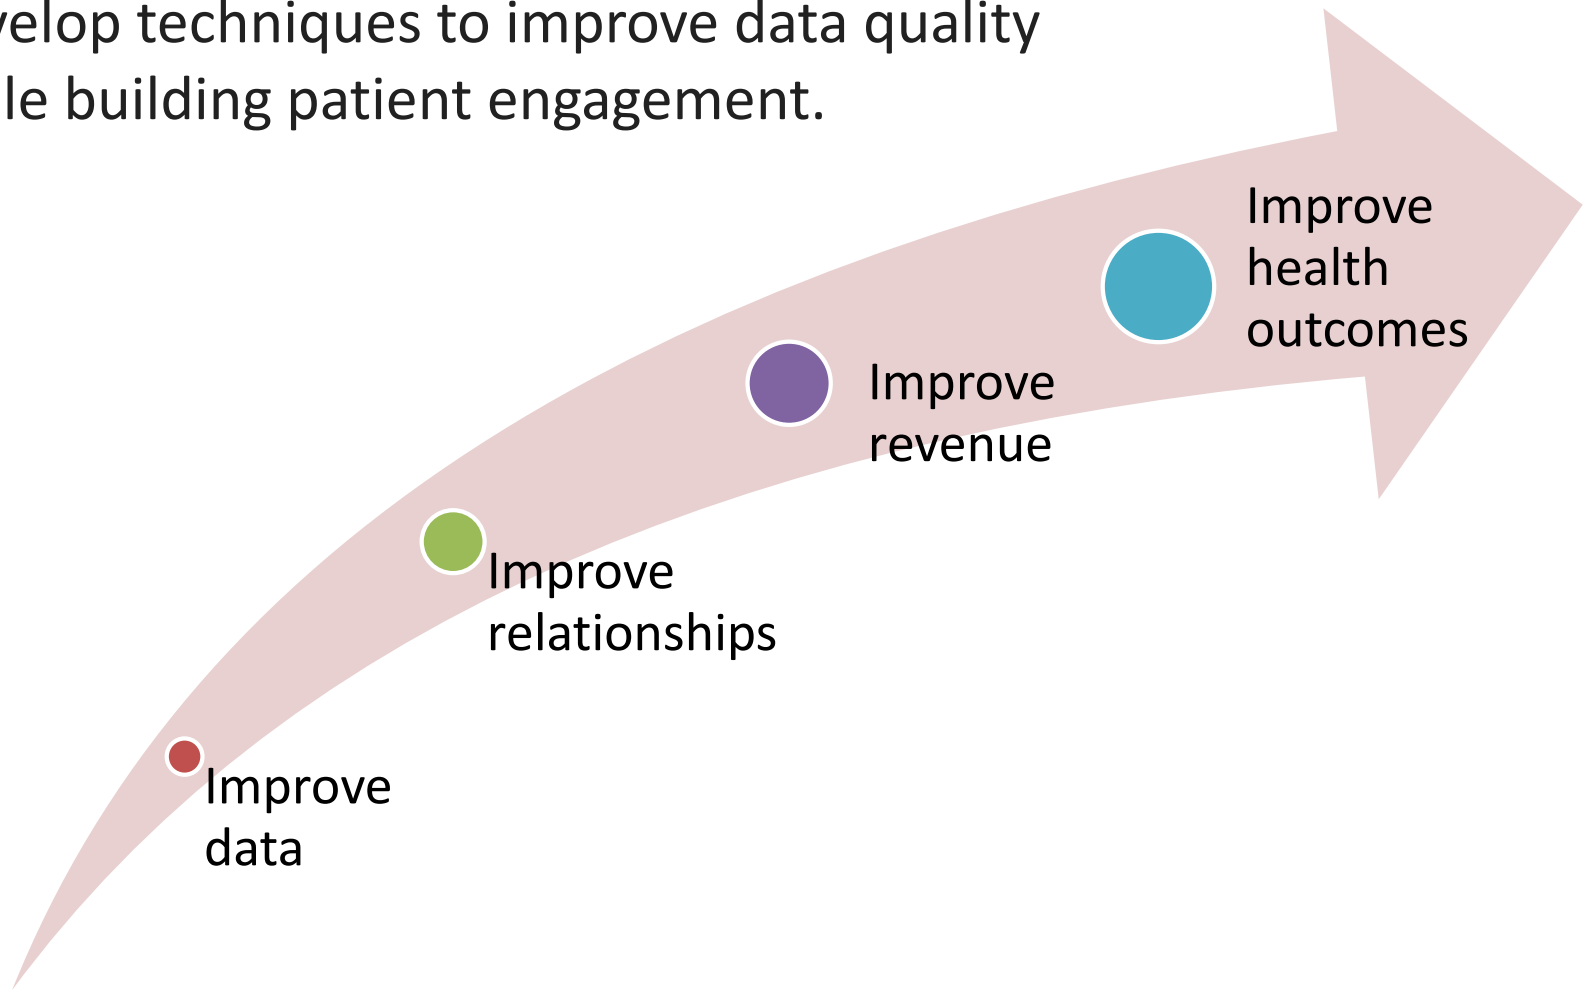 velop techniques to improve data quality
le building patient engagement.
Improve
health
outcomes
Improve
revenue
Improve
relationships
Improve
data